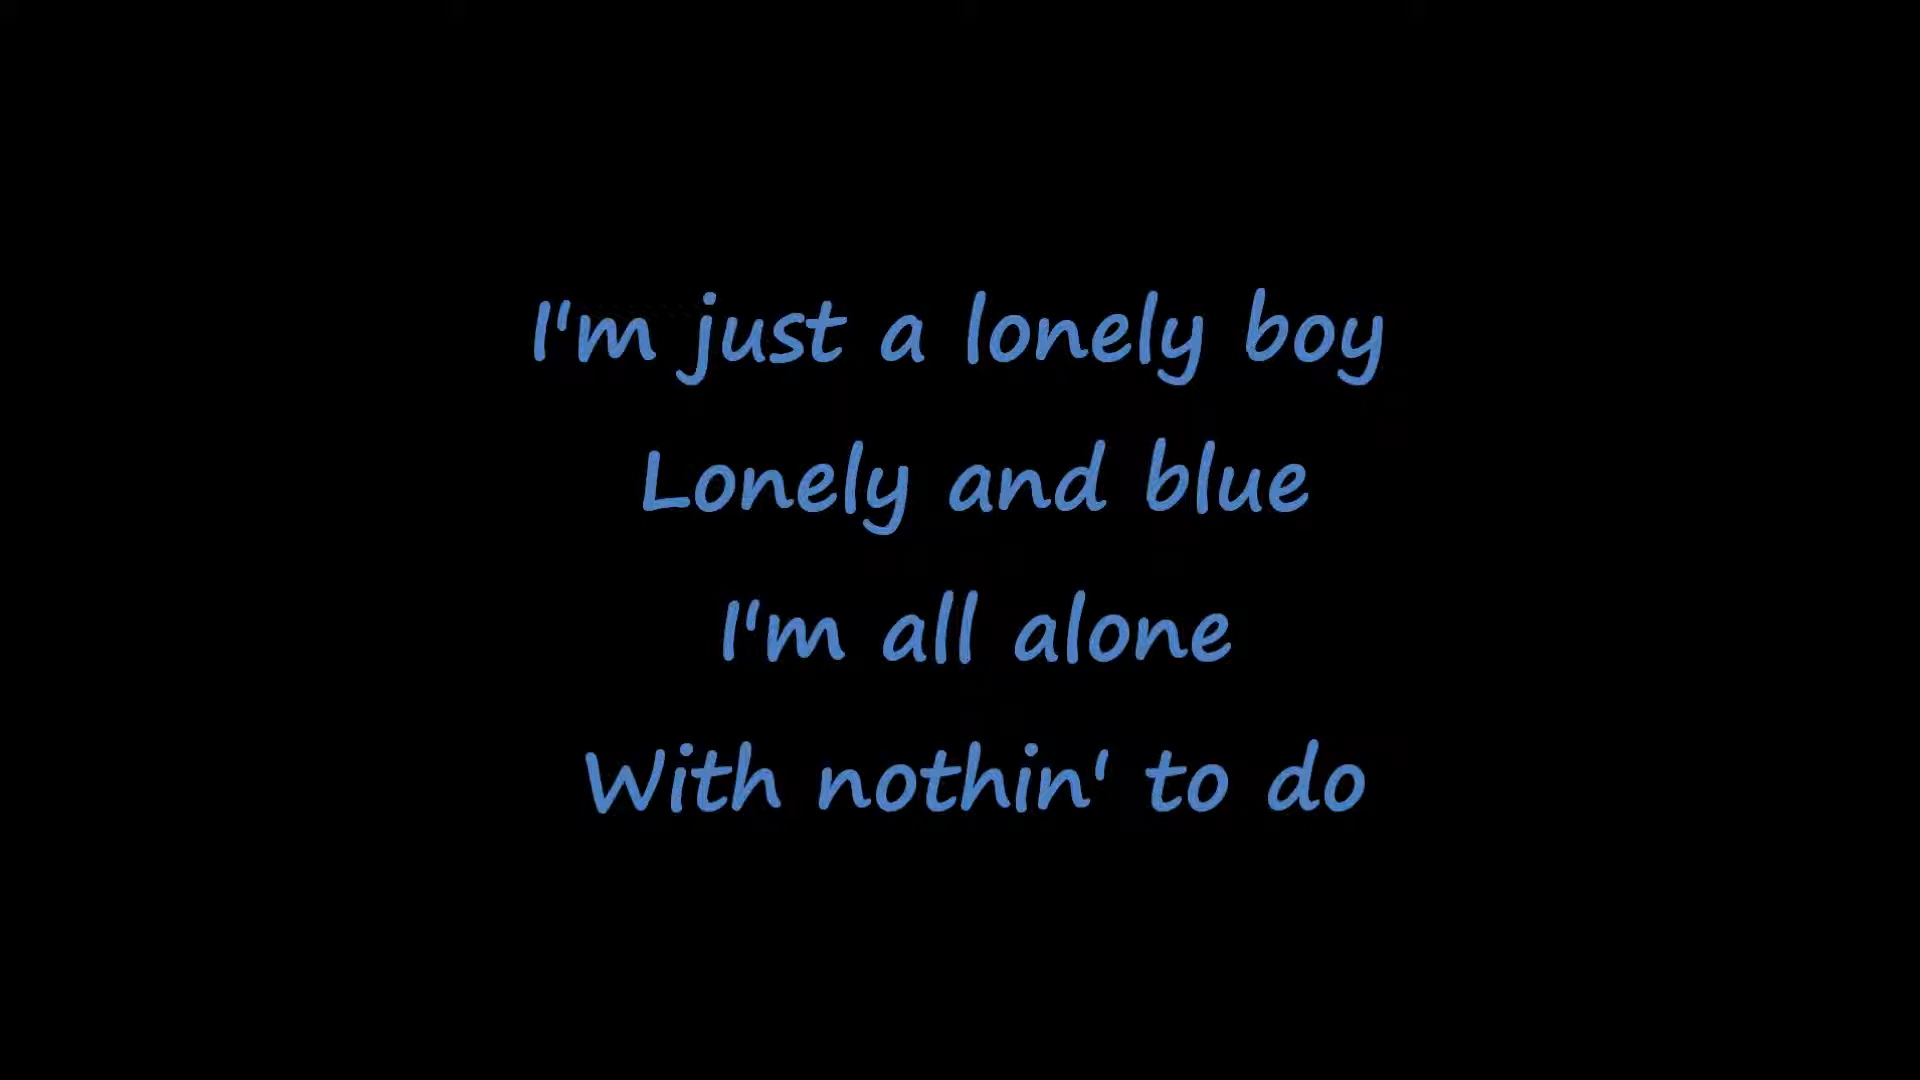 I'm just a lonely boy
Lonely and blue
I'm all alone
With nothin' to do